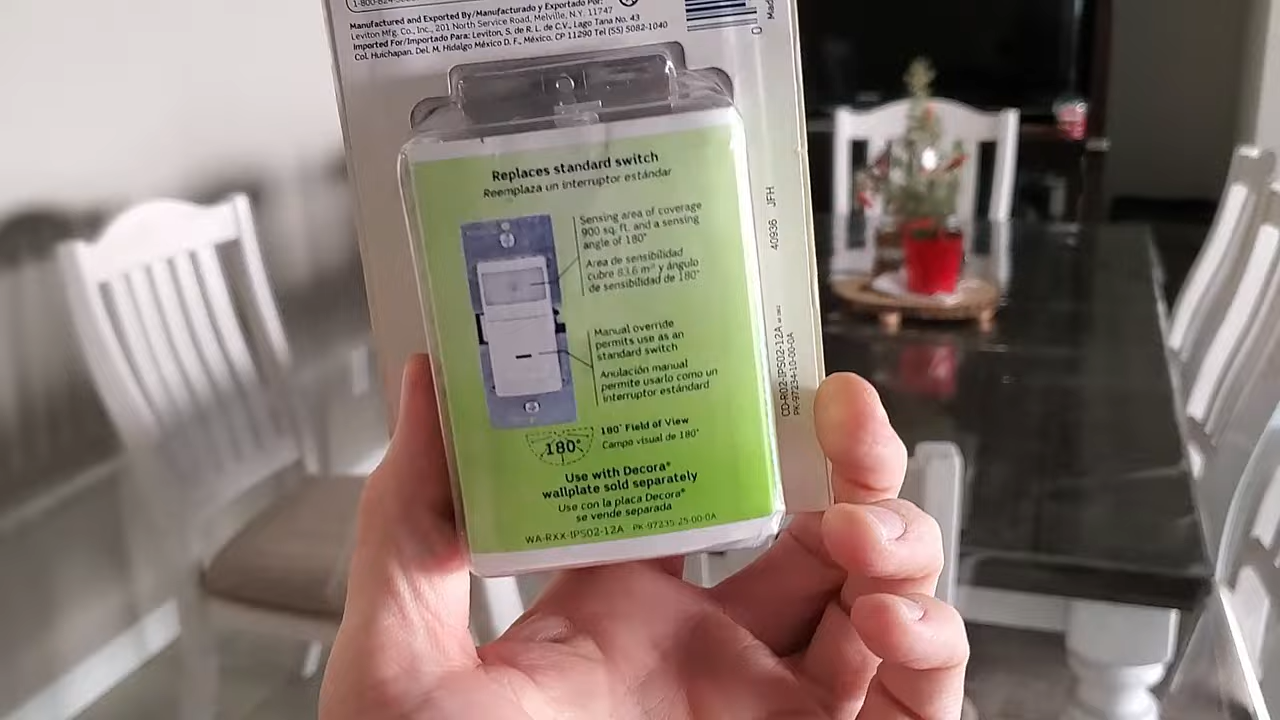 Manufactured and Exported By/Manufacturado y Exportado Por:
Leviton Mfg. Co., Inc., 201 North Service Road, Melville, N.Y. 11747
Imported For/Importado Para: Leviton, S. de R. L. de C.V., Lago Tana No. 43
Col. Huichapan, Del. M. Hidalgo México D. F., México, CP 11290 Tel (55) 5082-1040
0
Replaces standard switch
Reemplaza un interruptor estándar
Sensing area of coverage
900 sq. ft. and a sensing
angle of 180°
Area de sensibilidad
cubre 83.6 m² y ángulo
de sensibilidad de 180°
Manual override
permits use as an
standard switch
Anulación manual
permite usarlo como un
interruptor estándar
180°
180° Field of View
Campo visual de 180°
Use with Decora®
wallplate sold separately
Use con la placa Decora®
se vende separada
WA-RXX-IPS02-12A PK-97235-25-00-0A
40936 JFH
CD-R02-IPS02-12A
PK-97234-10-00-0A